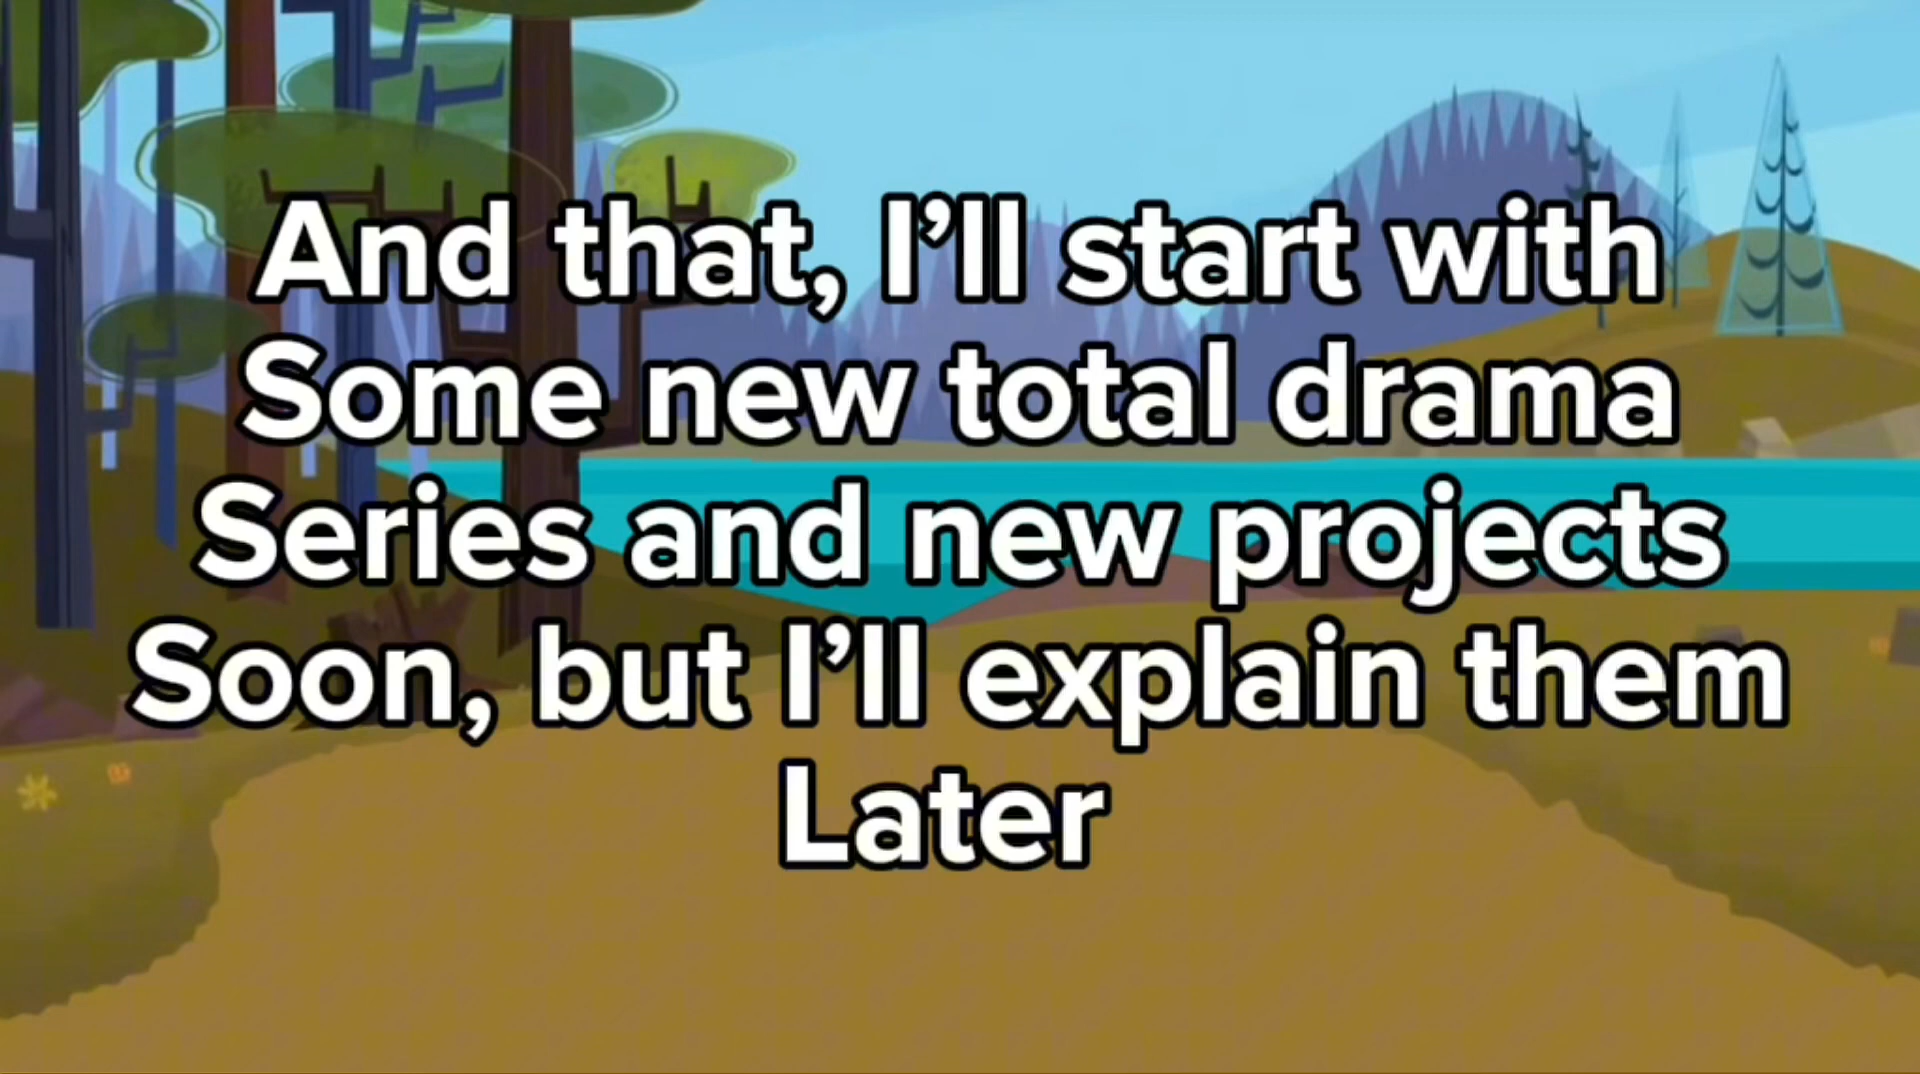 And that, I’ll start with
Some new total drama
Series and new projects
Soon, but I’ll explain them
Later